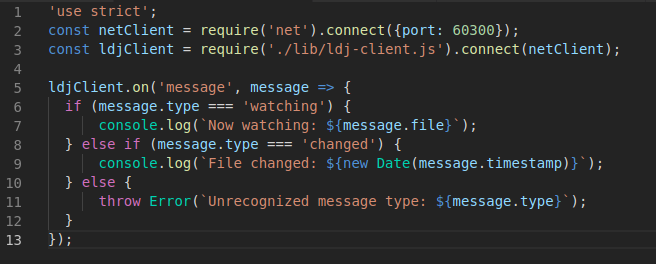 1 'use strict';
2 const netClient = require('net').connect({port: 60300});
3 const ldjClient = require('./lib/ldj-client.js').connect(netClient);
4
5 ldjClient.on('message', message => {
6   if (message.type === 'watching') {
7       console.log(`Now watching: ${message.file}`);
8   } else if (message.type === 'changed') {
9       console.log(`File changed: ${new Date(message.timestamp)}`);
10   } else {
11       throw Error(`Unrecognized message type: ${message.type}`);
12   }
13 });